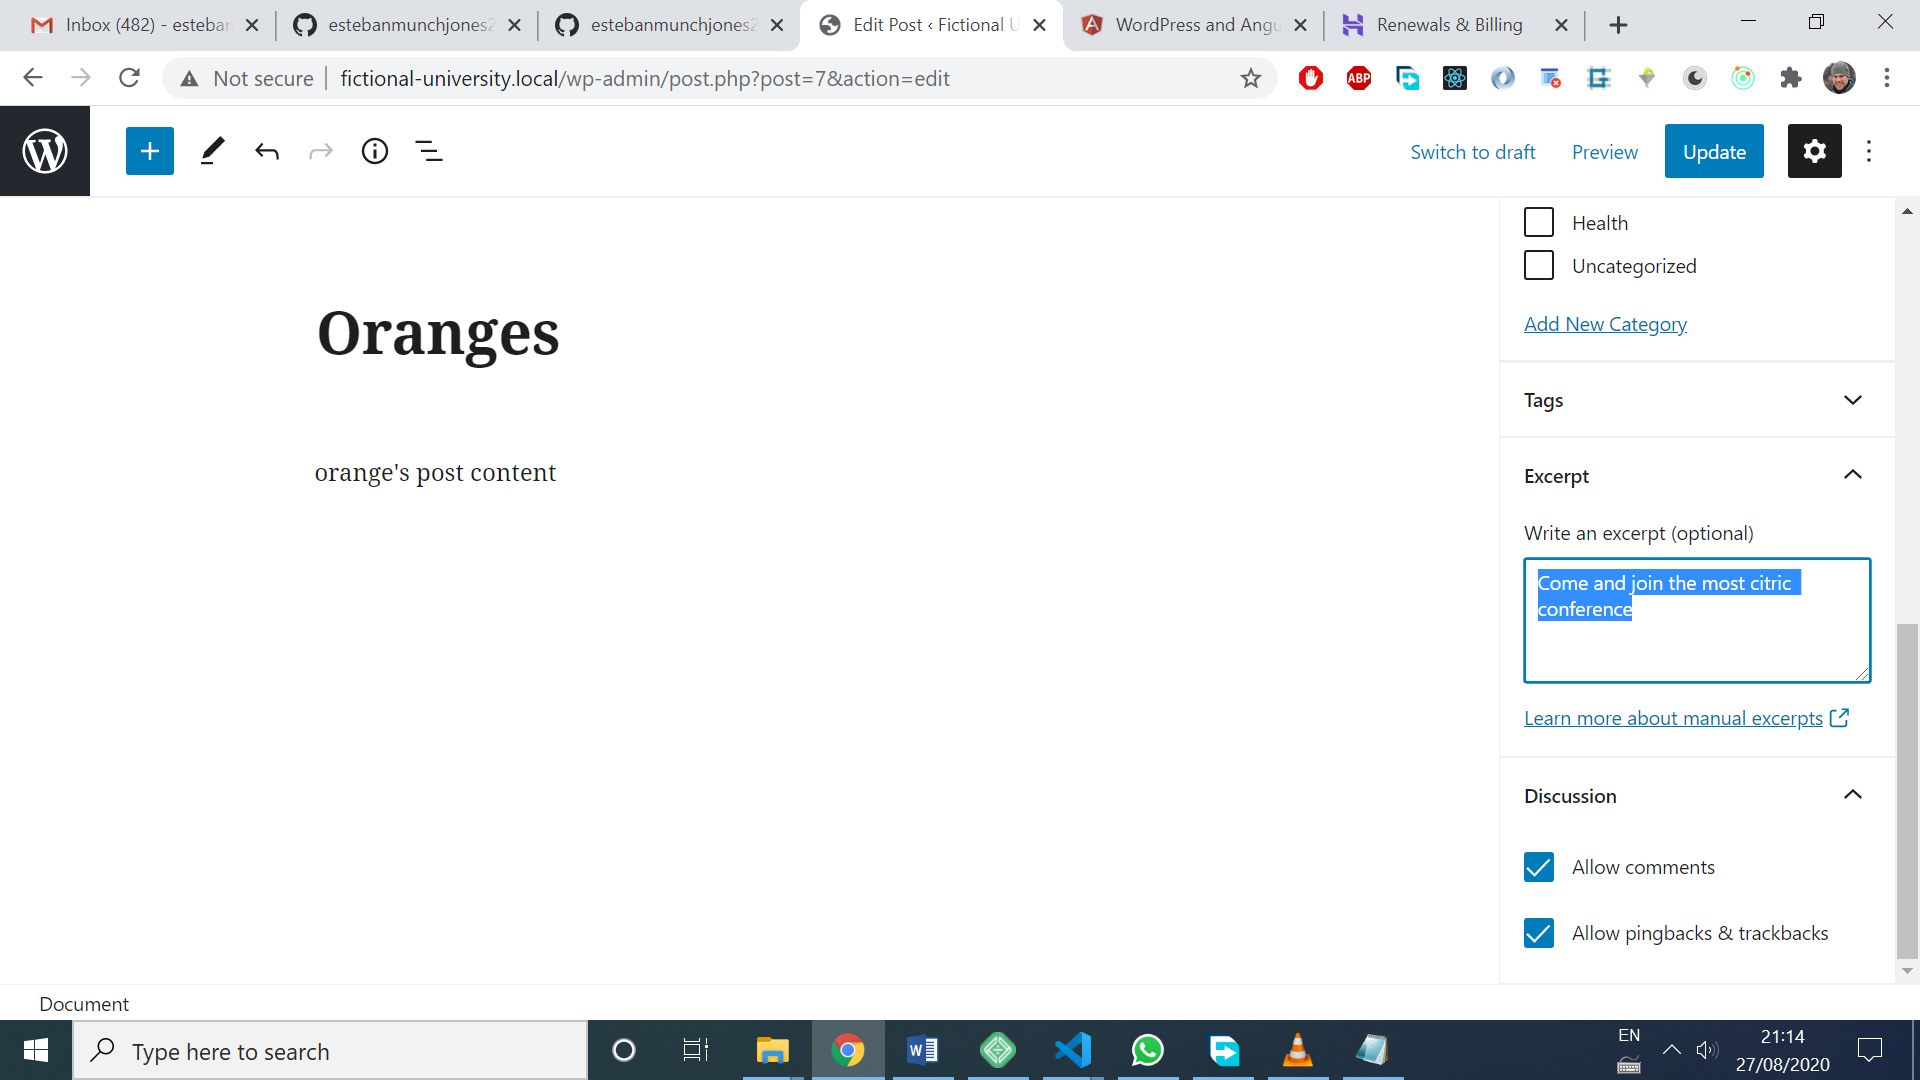 Inbox (482) - esteban
estebanmunchjones2
estebanmunchjones2
Edit Post ‹ Fictional U
WordPress and Angu
Renewals & Billing
Not secure
fictional-university.local/wp-admin/post.php?post=7&action=edit
ABP
Switch to draft
Preview
Update
Health
Uncategorized
Add New Category
Oranges
orange's post content
Tags
Excerpt
Write an excerpt (optional)
Come and join the most citric
conference
Learn more about manual excerpts
Discussion
Allow comments
Allow pingbacks & trackbacks
Document
Type here to search
EN
21:14
27/08/2020